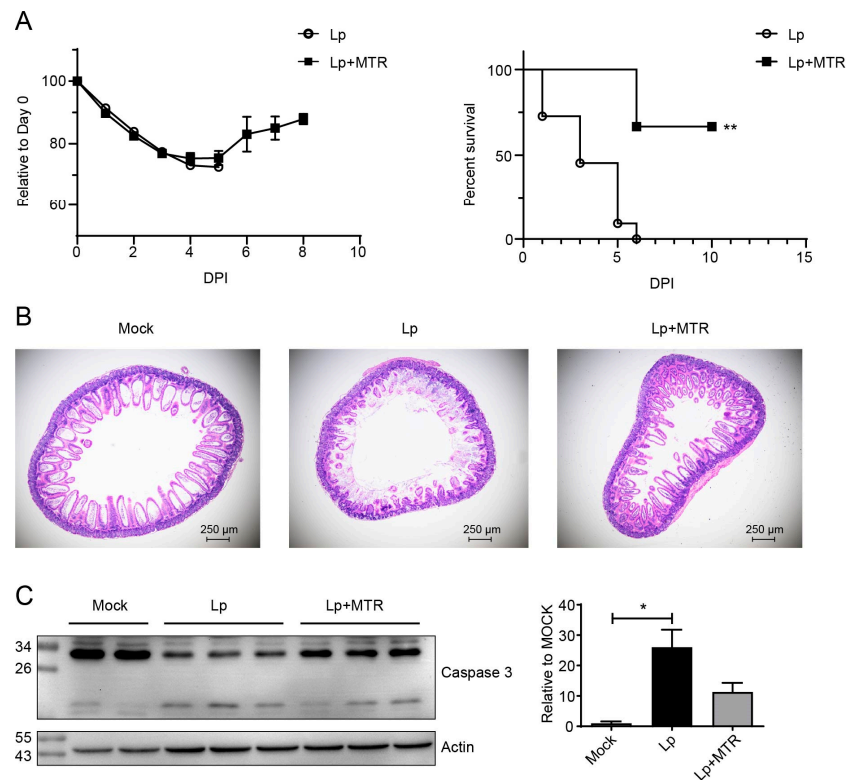 A
Lp
Lp+MTR
Relative to Day 0
100
80
60
0
2
4
6
8
10
DPI
Lp
Lp+MTR
Percent survival
100
50
0
**
0
5
10
15
DPI
B
Mock
Lp
Lp+MTR
250 µm
250 µm
250 µm
C
Mock
Lp
Lp+MTR
34
26
Caspase 3
55
43
Actin
Relative to MOCK
40
30
20
10
0
*
Mock
Lp
Lp+MTR